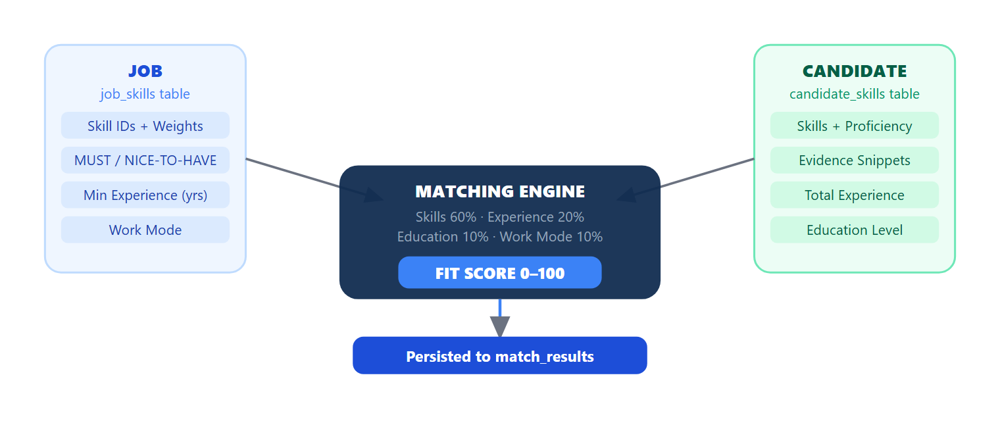 JOB
job_skills table
Skill IDs + Weights
MUST / NICE-TO-HAVE
Min Experience (yrs)
Work Mode
MATCHING ENGINE
Skills 60% · Experience 20%
Education 10% · Work Mode 10%
FIT SCORE 0–100
Persisted to match_results
CANDIDATE
candidate_skills table
Skills + Proficiency
Evidence Snippets
Total Experience
Education Level